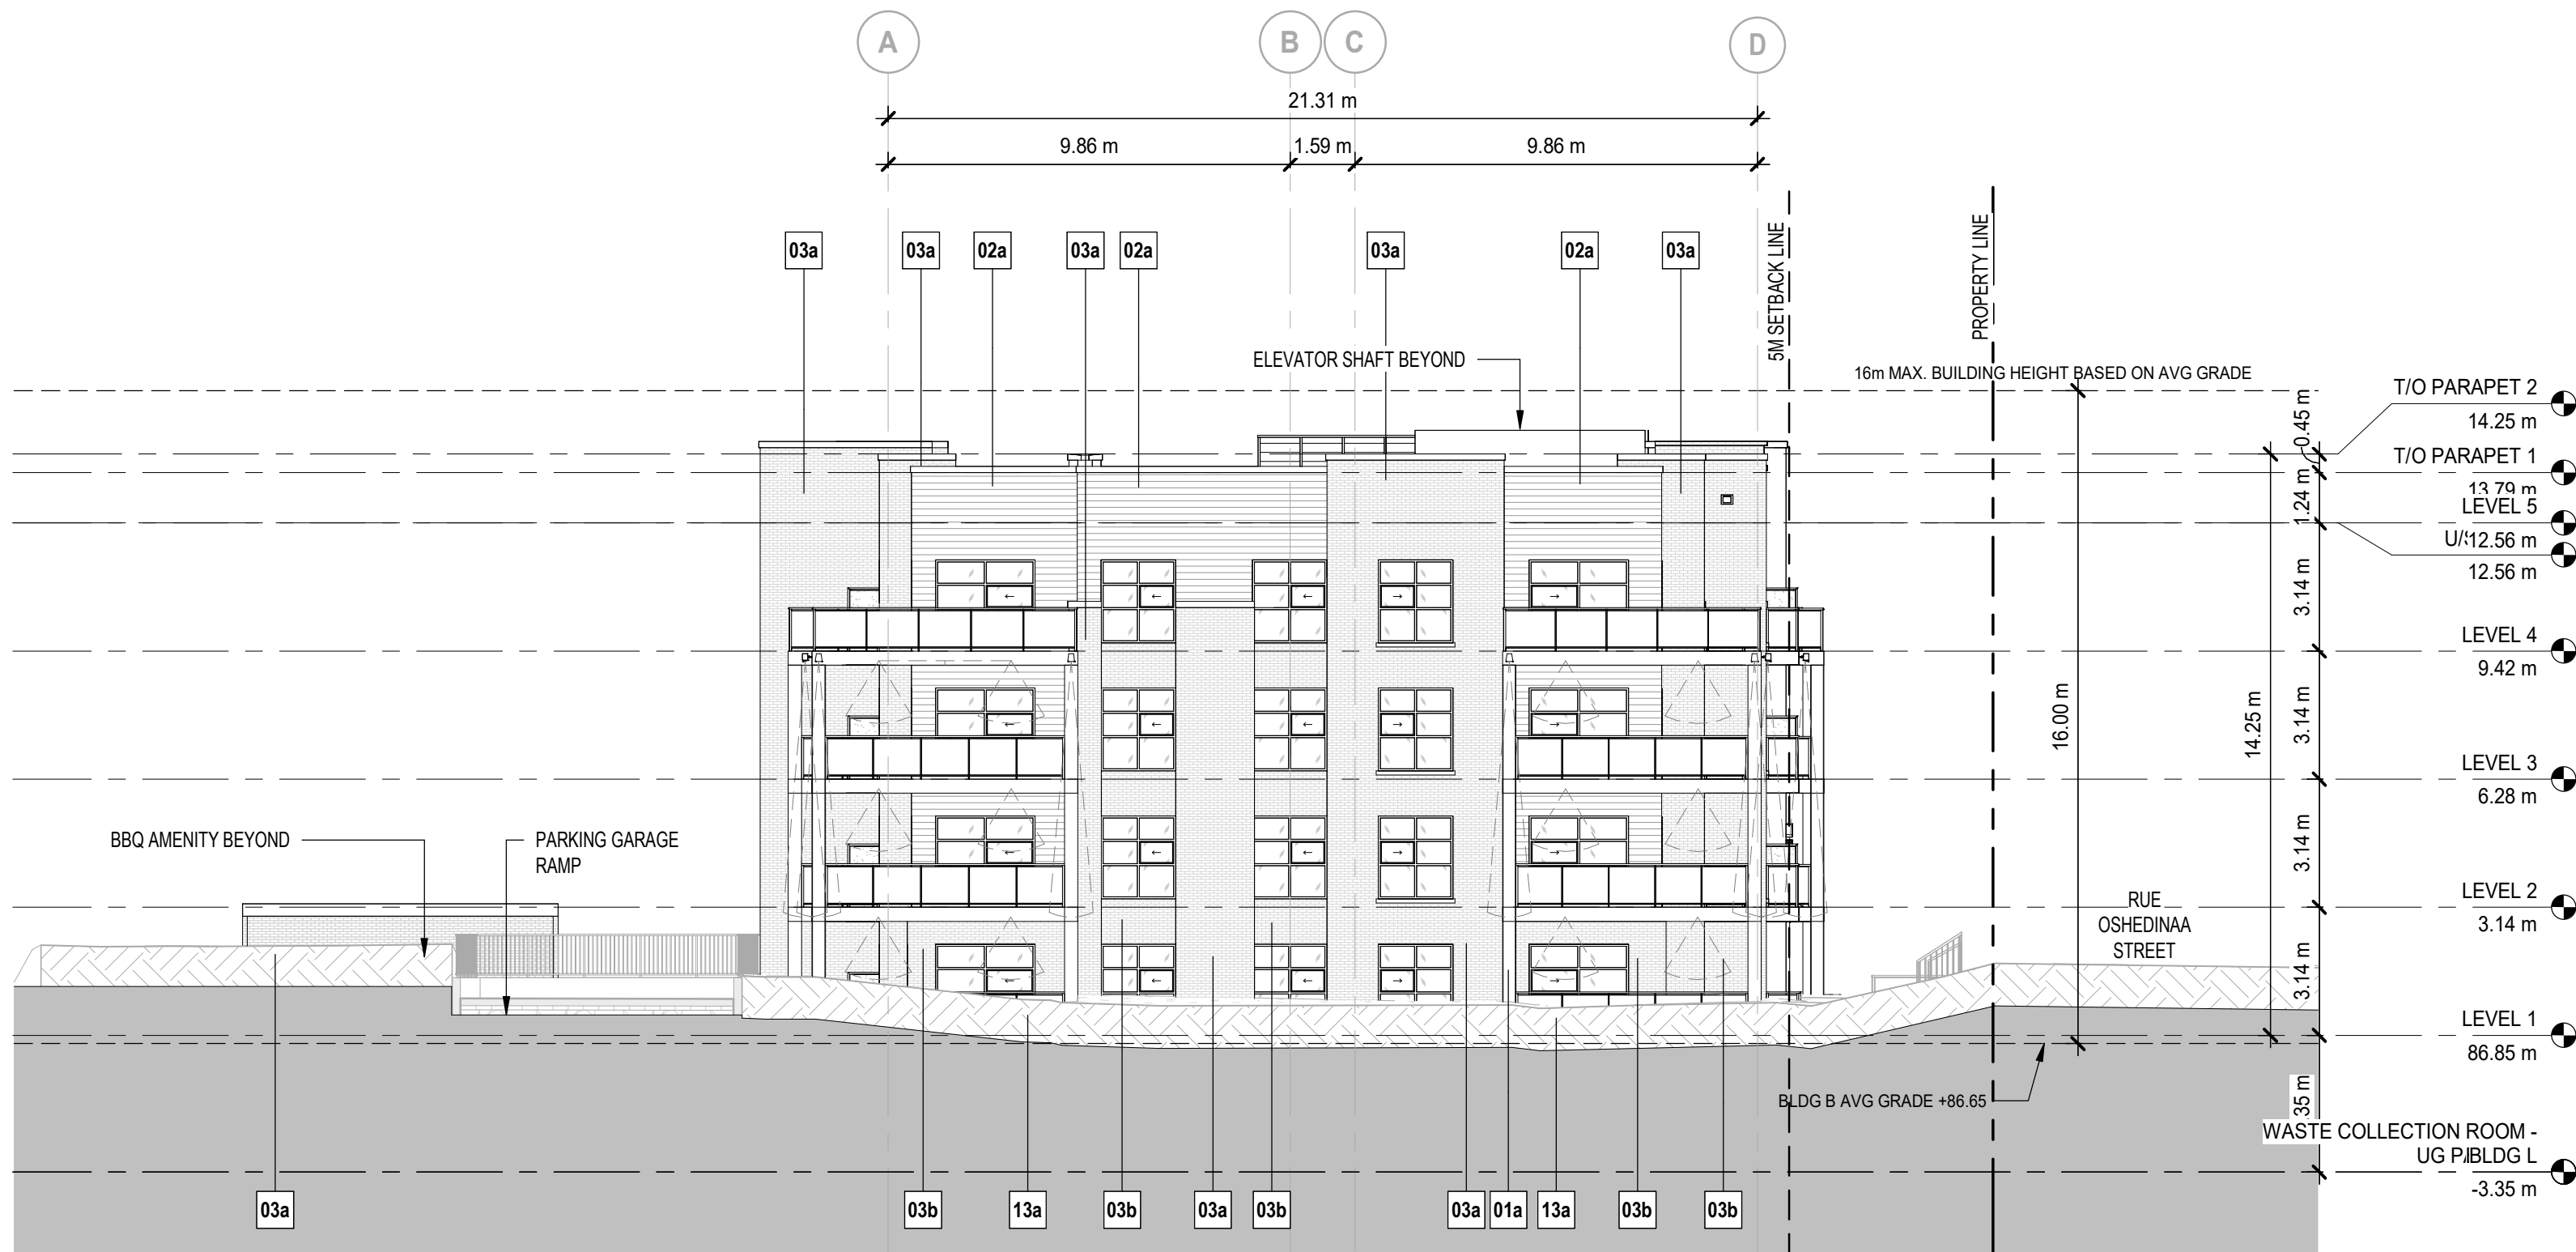 A
B
C
D
21.31 m
9.86 m
1.59 m
9.86 m
03a
03a
02a
03a
02a
03a
02a
03a
5M SETBACK LINE
PROPERTY LINE
ELEVATOR SHAFT BEYOND
16m MAX. BUILDING HEIGHT BASED ON AVG GRADE
T/O PARAPET 2
14.25 m
0.45 m
T/O PARAPET 1
13.79 m
1.24 m
LEVEL 5
12.56 m
12.56 m
3.14 m
LEVEL 4
9.42 m
16.00 m
14.25 m
3.14 m
LEVEL 3
6.28 m
BBQ AMENITY BEYOND
PARKING GARAGE
RAMP
3.14 m
RUE
OSHEDINAA
STREET
LEVEL 2
3.14 m
3.14 m
LEVEL 1
86.85 m
BLDG B AVG GRADE +86.65
.35 m
WASTE COLLECTION ROOM -
UG
BLDG L
-3.35 m
03a
03b
13a
03b
03a
03b
03a
01a
13a
03b
03b